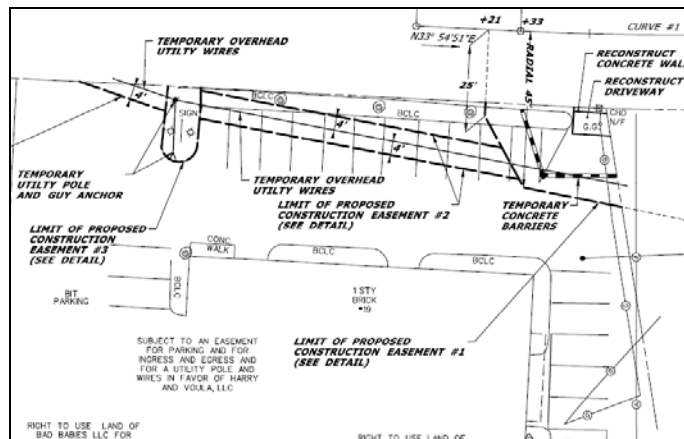 +21
+33
CURVE #1
N33° 54'51"E
RADIAL 45'
25'
TEMPORARY OVERHEAD
UTILTY WIRES
RECONSTRUCT
CONCRETE WALK
RECONSTRUCT
DRIVEWAY
BCLC
BCLC
CHD
N/F
G.G.
4'
SIGN
4'
4'
TEMPORARY
UTILITY POLE
AND GUY ANCHOR
TEMPORARY OVERHEAD
UTILITY WIRES
LIMIT OF PROPOSED
CONSTRUCTION
EASEMENT #3
(SEE DETAIL)
LIMIT OF PROPOSED
CONSTRUCTION EASEMENT #2
(SEE DETAIL)
TEMPORARY
CONCRETE
BARRIERS
CONC
WALK
BCLC
BCLC
BCLC
BIT
PARKING
1 STY
BRICK
#19
SUBJECT TO AN EASEMENT
FOR PARKING AND FOR
INGRESS AND EGRESS AND
FOR A UTILITY POLE AND
WIRES IN FAVOR OF HARRY
AND VOULA, LLC
LIMIT OF PROPOSED
CONSTRUCTION EASEMENT #1
(SEE DETAIL)
RIGHT TO USE LAND OF
BAD BABIES LLC FOR
RIGHT TO USE LAND OF